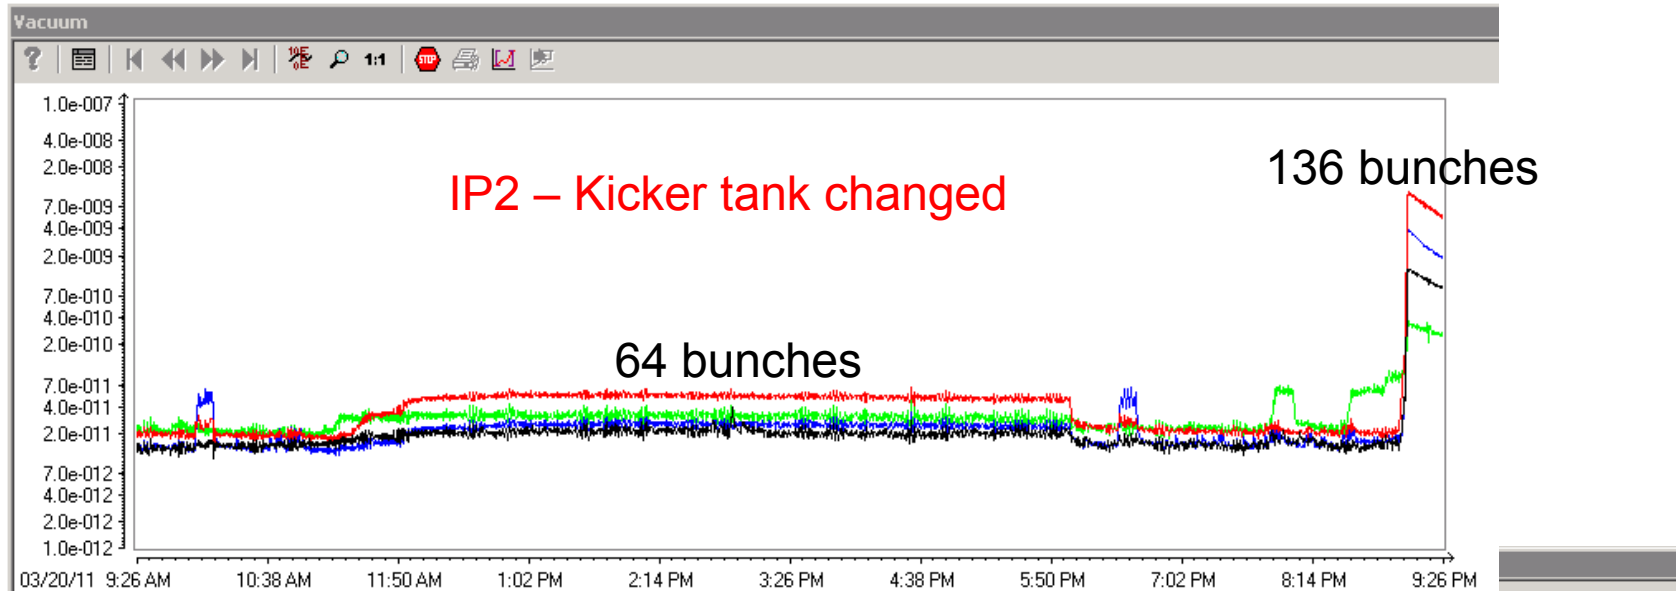 Vacuum
? 10E 0E 1:1 STOP
1.0e-007
4.0e-008
2.0e-008
136 bunches
IP2 – Kicker tank changed
7.0e-009
4.0e-009
2.0e-009
7.0e-010
4.0e-010
2.0e-010
64 bunches
7.0e-011
4.0e-011
2.0e-011
7.0e-012
4.0e-012
2.0e-012
1.0e-012
03/20/11 9:26 AM 10:38 AM 11:50 AM 1:02 PM 2:14 PM 3:26 PM 4:38 PM 5:50 PM 7:02 PM 8:14 PM 9:26 PM